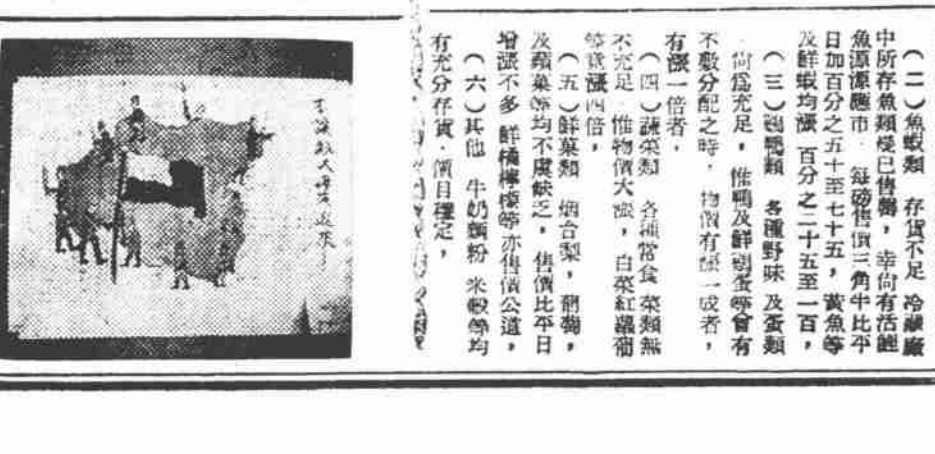 （二）魚蝦類　存貨不足　冷藏廠
中所存魚類㮣已售罄，幸尚有活鯉
魚源源應市　每磅售價三角半比平
日加百分之五十至七十五，黃魚等
及鮮蝦均漲　百分之二十五至一百，
（三）鷄鴨類　各種野味　及蛋類
尙爲充足，惟鴨及鮮鷄蛋等會有
不敷分配之時．物價有漲一成者，
有漲一倍者．
（四）蔬菜類　各種常食菜類無
不充足．惟物價大漲，白菜紅蘿蔔
等竟漲四倍，
（五）鮮菓類　烟台梨，葡萄，
及蘋菓等均不虞缺乏，售價比平日
增漲不多　鮮橘檸檬等亦售價公道，
（六）其他　牛奶麵粉　米穀等均
有充分存貨．價目穩定，